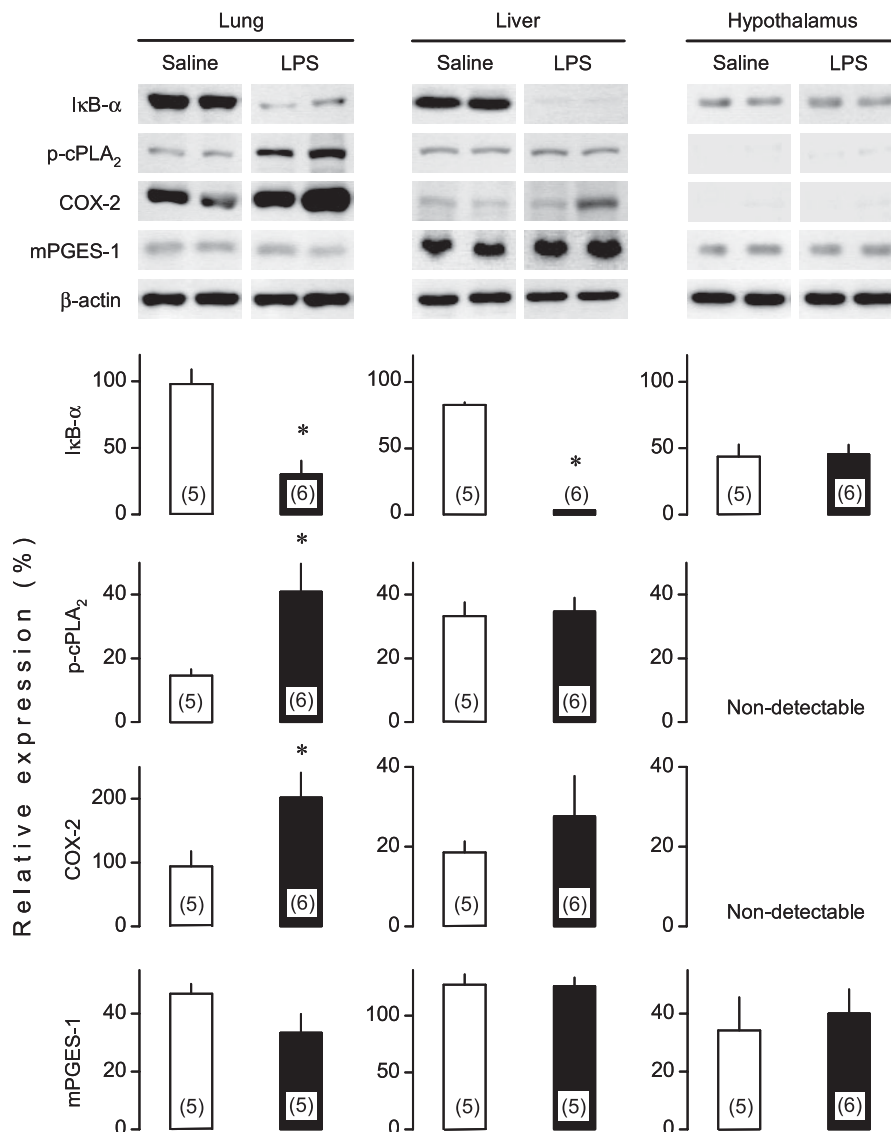 Lung Liver Hypothalamus
Saline LPS Saline LPS Saline LPS
IκB-α
p-cPLA₂
COX-2
mPGES-1
β-actin
Relative expression (%)
IκB-α
100 100 100
50 50 50
0 0 0
* *
(5) (6) (5) (6) (5) (6)
p-cPLA₂
40 40 40
20 20 20
0 0 0
*
(5) (6) (5) (6) Non-detectable
COX-2
200 40 40
100 20 20
0 0 0
*
(5) (6) (5) (6) Non-detectable
mPGES-1
40 100 40
20 50 20
0 0 0
(5) (5) (5) (5) (5) (6)